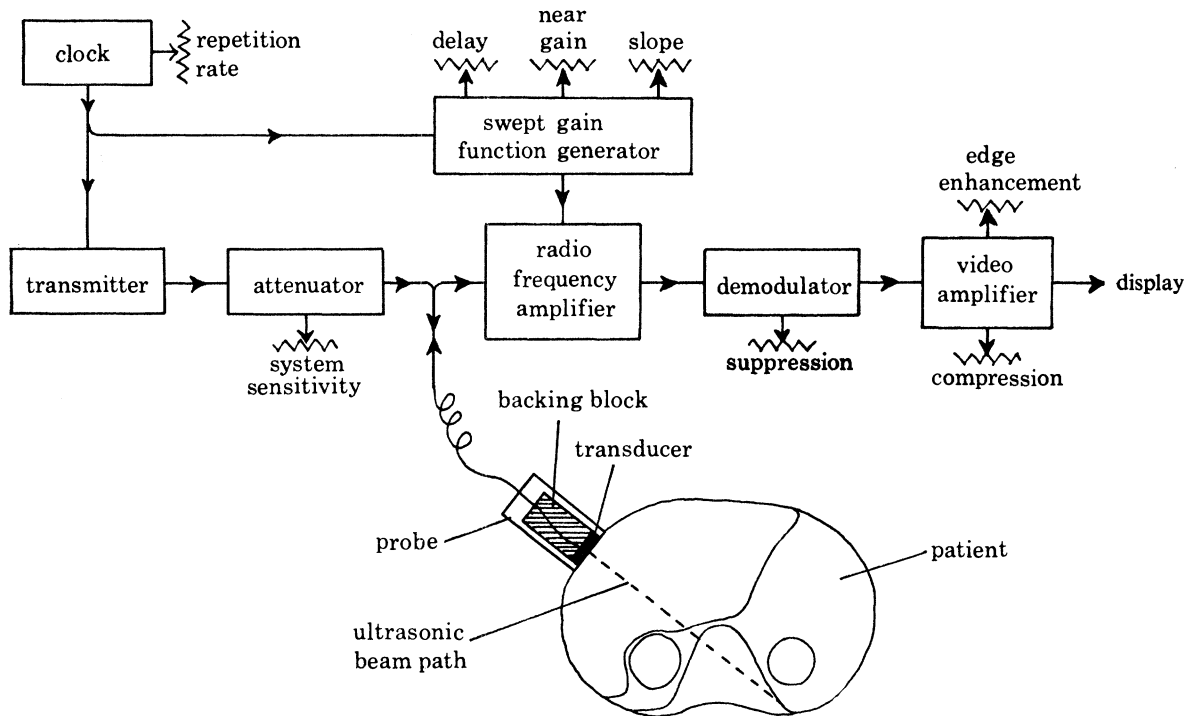 clock
repetition
rate
delay
near
gain
slope
swept gain
function generator
edge
enhancement
transmitter
attenuator
radio
frequency
amplifier
demodulator
video
amplifier
display
system
sensitivity
suppression
compression
backing block
transducer
probe
patient
ultrasonic
beam path